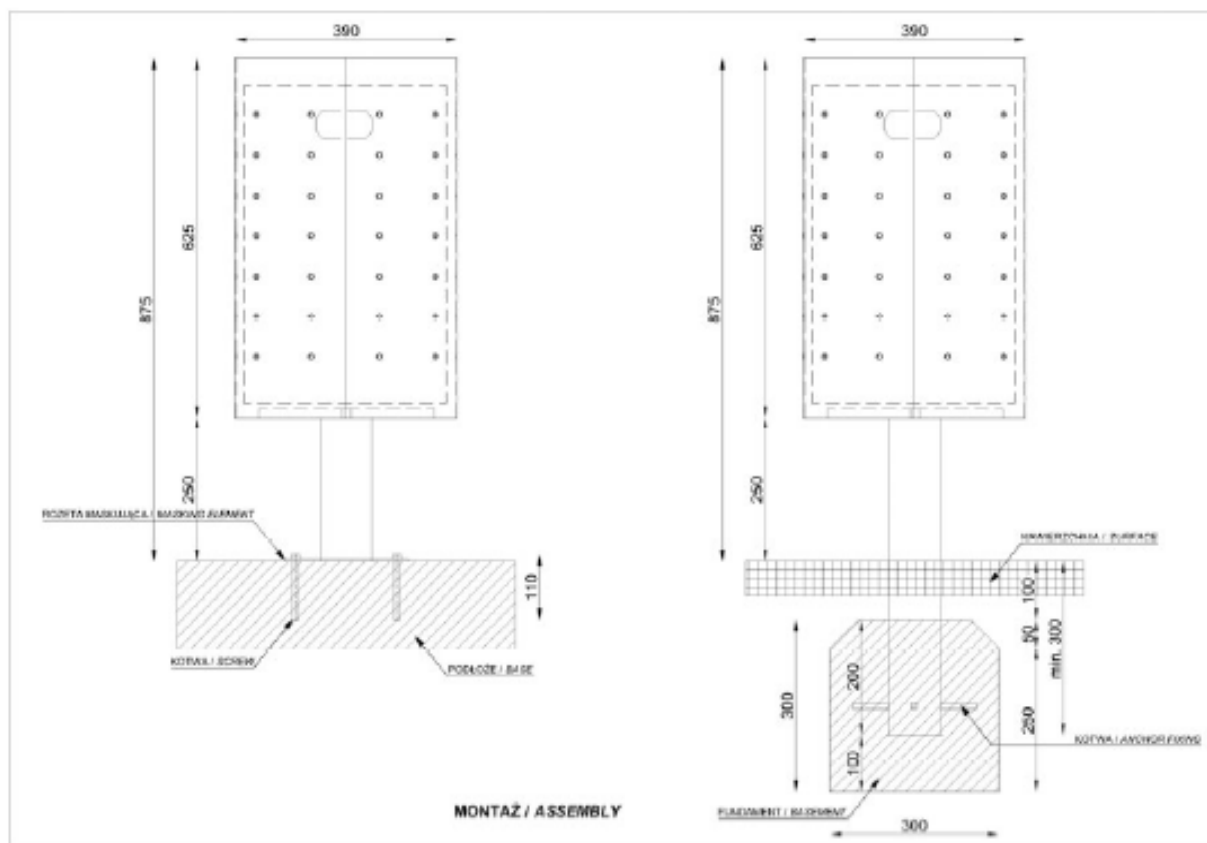 390
625
875
250
ROZETA MASKUJĄCA / MASKING ELEMENT
110
KOTWA / SCREW
PODŁOŻE / BASE
390
625
875
250
NAWIERZCHNIA / SURFACE
100
50
min. 300
200
300
250
100
KOTWA / ANCHOR FIXING
FUNDAMENT / BASEMENT
300
MONTAŻ / ASSEMBLY